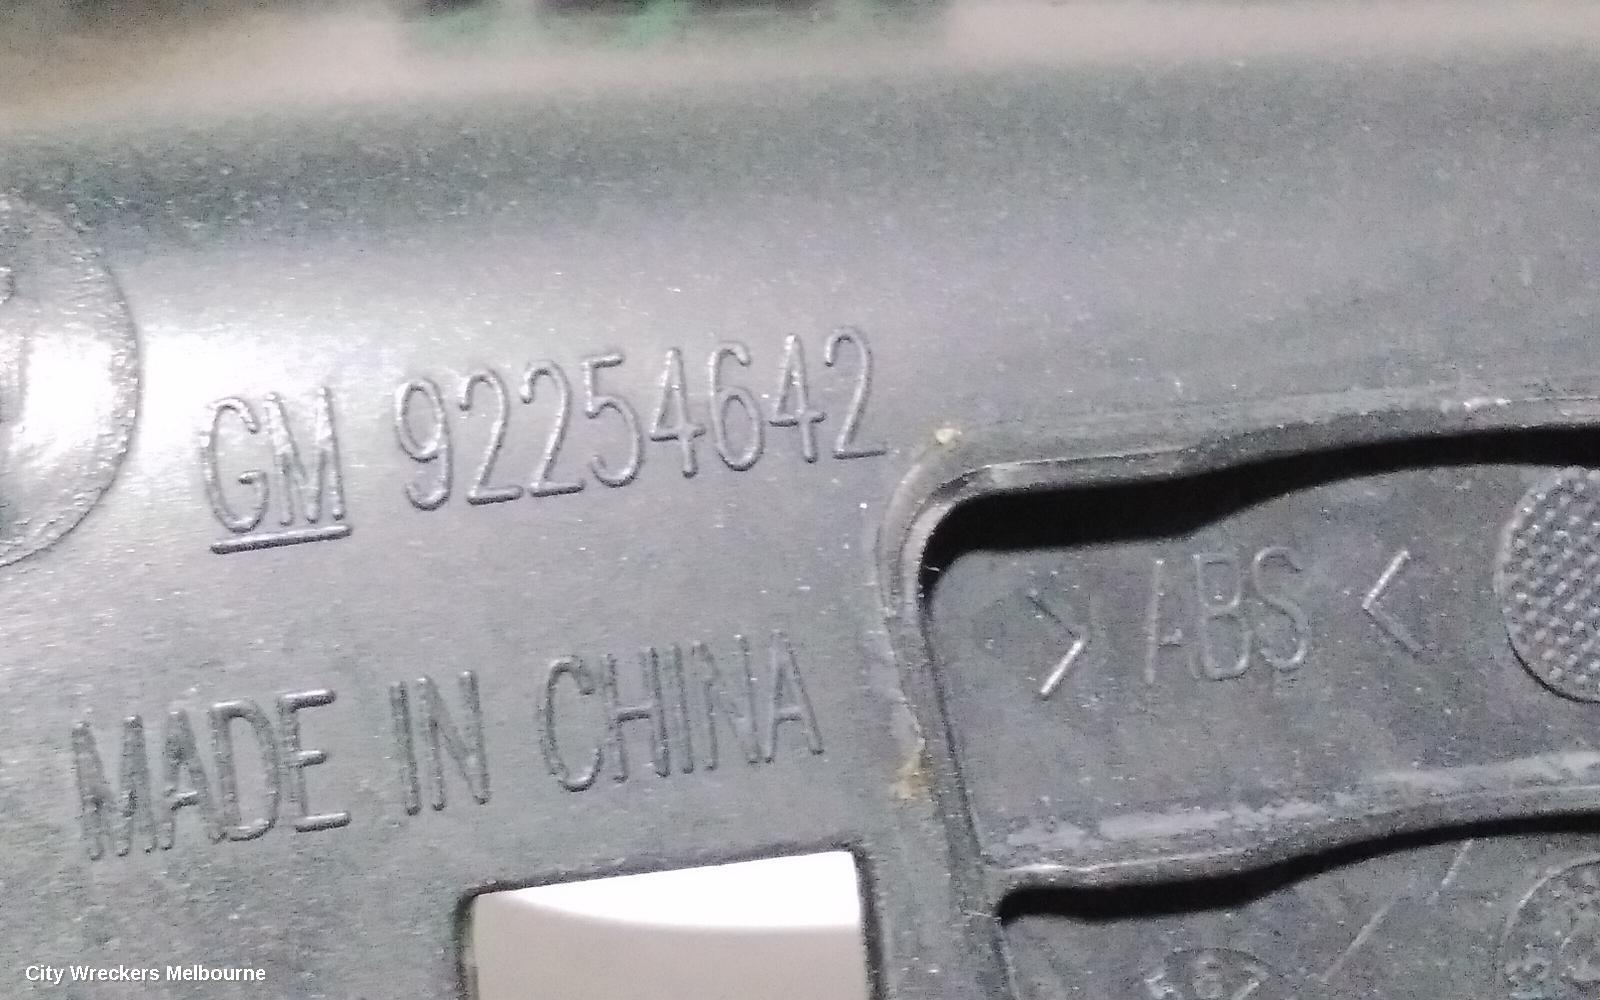 GM 92254642
MADE IN CHINA
>ABS<
City Wreckers Melbourne